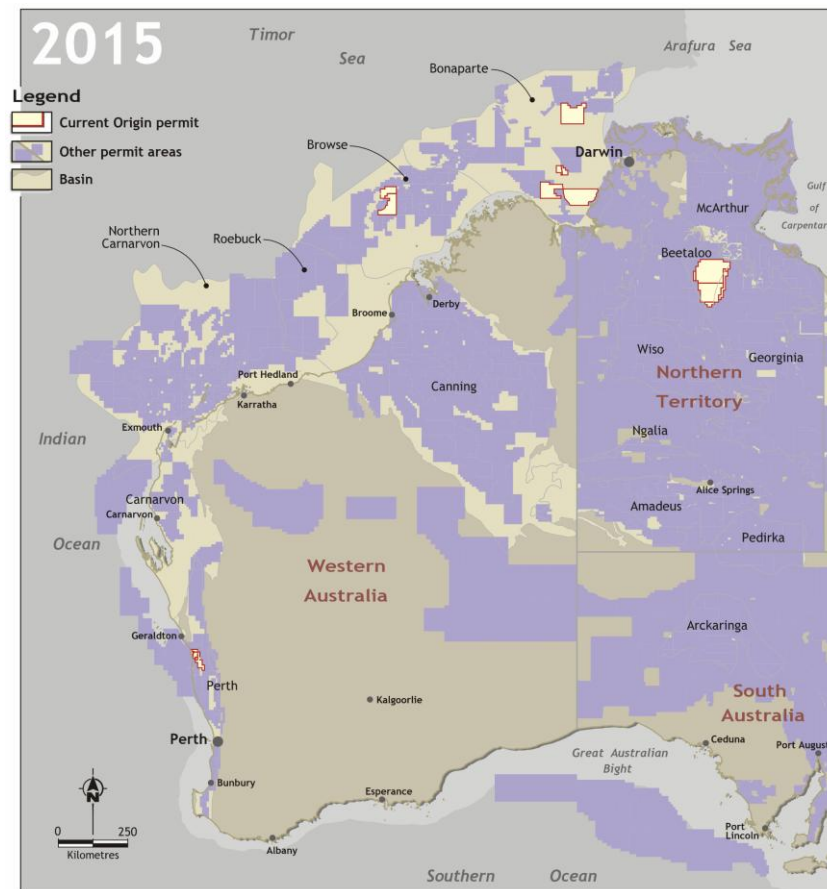 2015
Timor
Sea
Arafura Sea
Bonaparte
Legend
Current Origin permit
Other permit areas
Basin
Browse
Darwin
McArthur
Gulf
of
Carpentar
Northern
Carnarvon
Roebuck
Beetaloo
Derby
Broome
Wiso
Georginia
Port Hedland
Karratha
Canning
Northern
Territory
Exmouth
Indian
Ngalia
Alice Springs
Carnarvon
Carnarvon
Amadeus
Ocean
Pedirka
Western
Australia
Arckaringa
Geraldton
Perth
Kalgoorlie
South
Australia
Perth
Ceduna
Great Australian
Bight
Port August
Bunbury
N
Esperance
0 250
Kilometres
Port
Lincoln
Albany
Southern Ocean